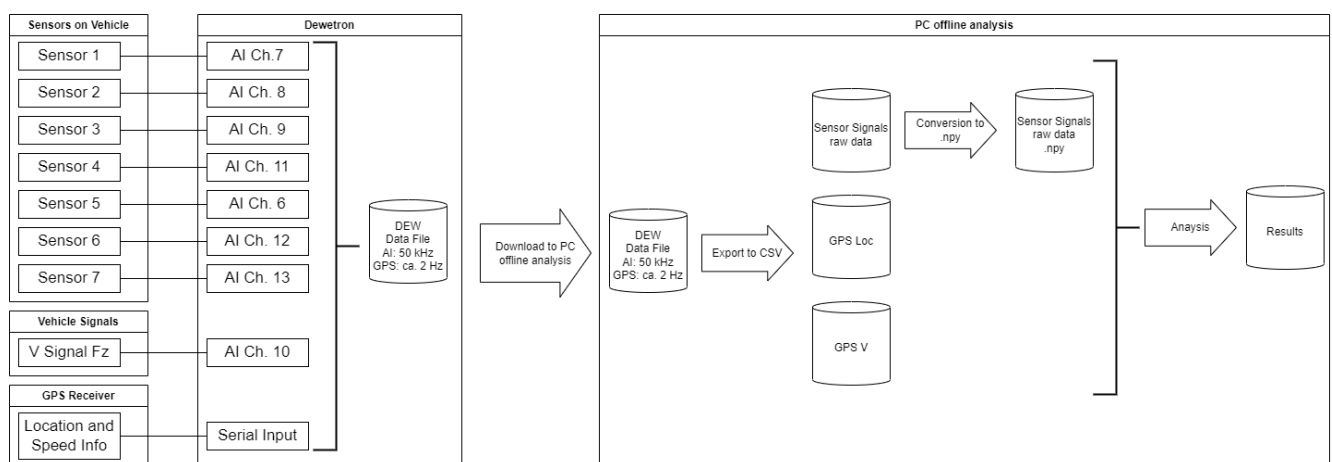 Sensors on Vehicle
Sensor 1
Sensor 2
Sensor 3
Sensor 4
Sensor 5
Sensor 6
Sensor 7
Vehicle Signals
V Signal Fz
GPS Receiver
Location and
Speed Info
Dewetron
AI Ch.7
AI Ch. 8
AI Ch. 9
AI Ch. 11
AI Ch. 6
AI Ch. 12
AI Ch. 13
AI Ch. 10
Serial Input
DEW
Data File
AI: 50 kHz
GPS: ca. 2 Hz
Download to PC
offline analysis
PC offline analysis
DEW
Data File
AI: 50 kHz
GPS: ca. 2 Hz
Export to CSV
Sensor Signals
raw data
GPS Loc
GPS V
Conversion to
.npy
Sensor Signals
raw data
.npy
Anaysis
Results